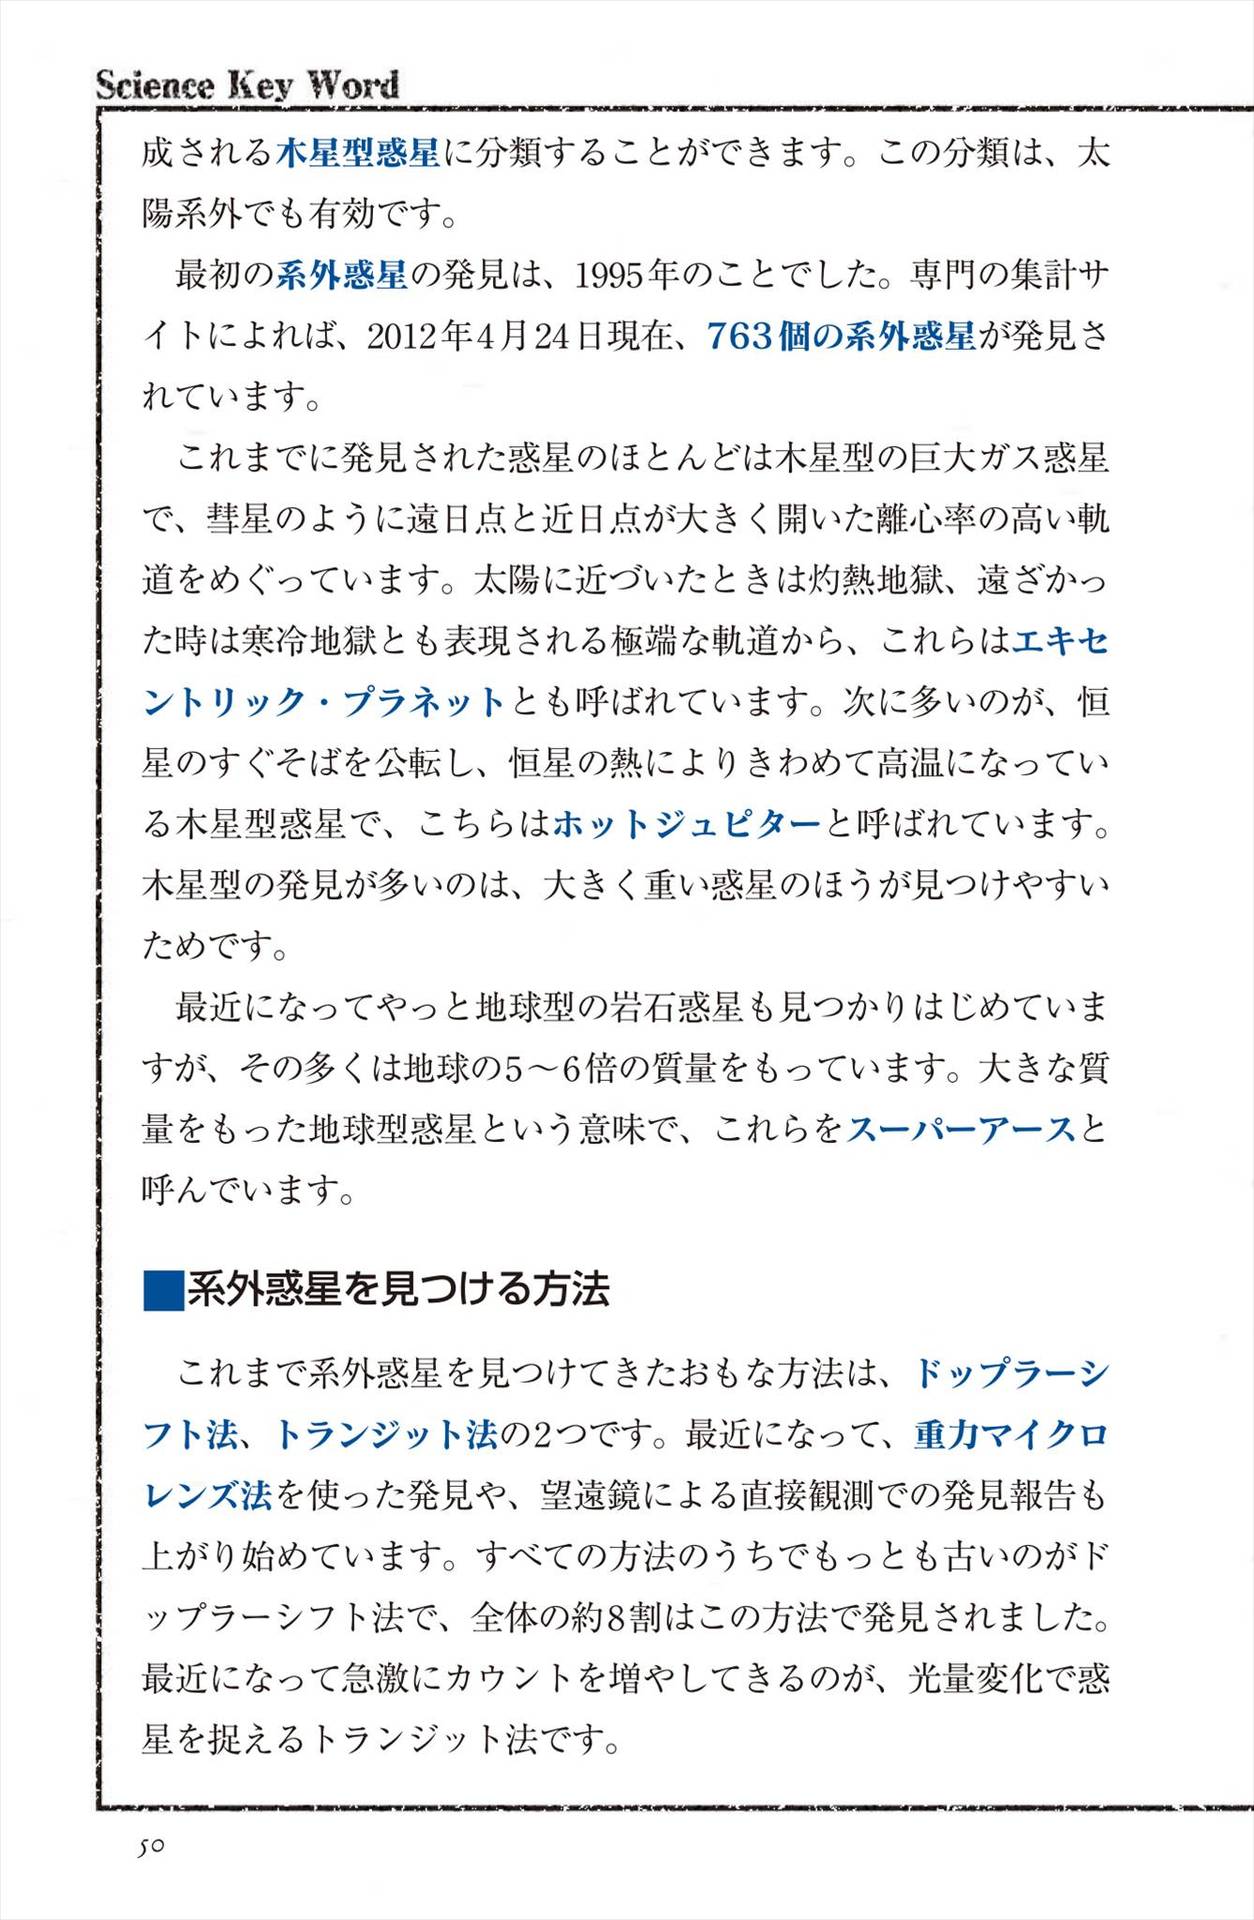 Science Key Word
成される木星型惑星に分類することができます。この分類は、太
陽系外でも有効です。
　最初の系外惑星の発見は、1995年のことでした。専門の集計サ
イトによれば、2012年4月24日現在、763個の系外惑星が発見さ
れています。
　これまでに発見された惑星のほとんどは木星型の巨大ガス惑星
で、彗星のように遠日点と近日点が大きく開いた離心率の高い軌
道をめぐっています。太陽に近づいたときは灼熱地獄、遠ざかっ
た時は寒冷地獄とも表現される極端な軌道から、これらはエキセ
ントリック・プラネットとも呼ばれています。次に多いのが、恒
星のすぐそばを公転し、恒星の熱によりきわめて高温になってい
る木星型惑星で、こちらはホットジュピターと呼ばれています。
木星型の発見が多いのは、大きく重い惑星のほうが見つけやすい
ためです。
　最近になってやっと地球型の岩石惑星も見つかりはじめていま
すが、その多くは地球の5〜6倍の質量をもっています。大きな質
量をもった地球型惑星という意味で、これらをスーパーアースと
呼んでいます。
■系外惑星を見つける方法
　これまで系外惑星を見つけてきたおもな方法は、ドップラーシ
フト法、トランジット法の2つです。最近になって、重力マイクロ
レンズ法を使った発見や、望遠鏡による直接観測での発見報告も
上がり始めています。すべての方法のうちでもっとも古いのがド
ップラーシフト法で、全体の約8割はこの方法で発見されました。
最近になって急激にカウントを増やしてきるのが、光量変化で惑
星を捉えるトランジット法です。
50